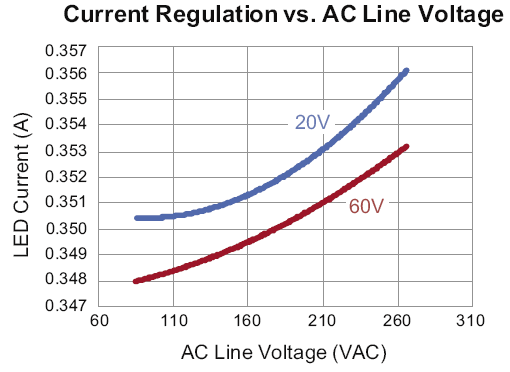 Current Regulation vs. AC Line Voltage
0.357
0.356
0.355
0.354
0.353
0.352
0.351
0.350
0.349
0.348
0.347
LED Current (A)
20V
60V
60 110 160 210 260 310
AC Line Voltage (VAC)